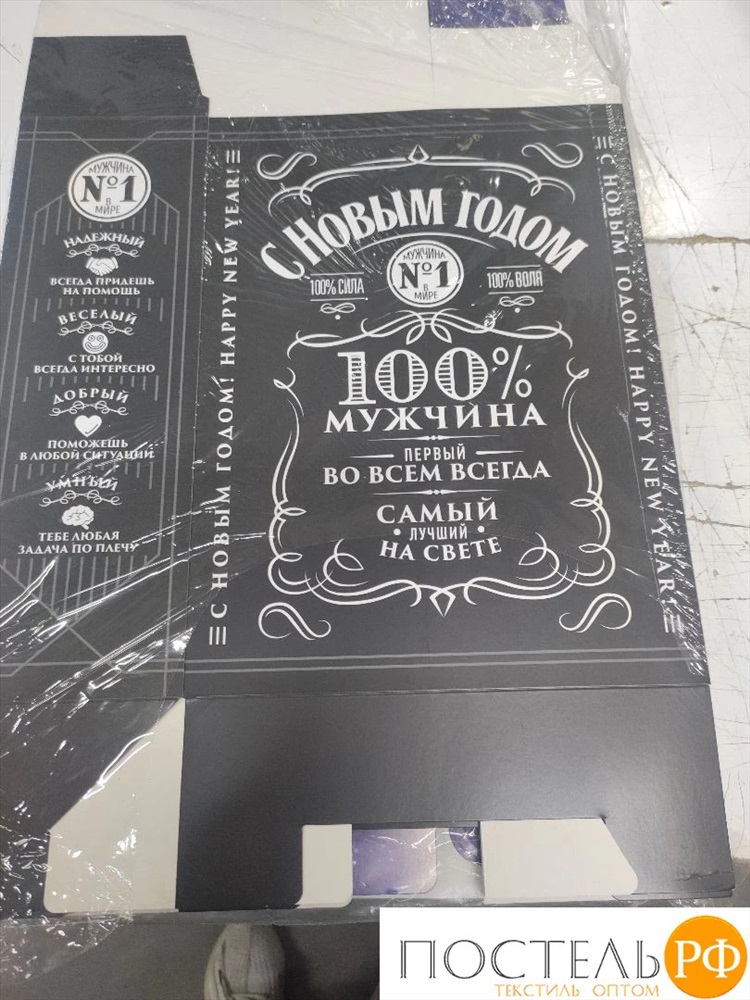 МУЖЧИНА
№1
В
МИРЕ
НАДЕЖНЫЙ
ВСЕГДА ПРИДЕШЬ
НА ПОМОЩЬ
ВЕСЕЛЫЙ
С ТОБОЙ
ВСЕГДА ИНТЕРЕСНО
ДОБРЫЙ
ПОМОЖЕШЬ
В ЛЮБОЙ СИТУАЦИИ
УМНЫЙ
ТЕБЕ ЛЮБАЯ
ЗАДАЧА ПО ПЛЕЧУ
С НОВЫМ ГОДОМ! HAPPY NEW YEAR!
С НОВЫМ ГОДОМ
МУЖЧИНА
№1
В
МИРЕ
100% СИЛА
100% ВОЛЯ
100%
МУЖЧИНА
ПЕРВЫЙ
ВО ВСЕМ ВСЕГДА
САМЫЙ
• ЛУЧШИЙ •
НА СВЕТЕ
С НОВЫМ ГОДОМ! HAPPY NEW YEAR!
ПОСТЕЛЬ РФ
ТЕКСТИЛЬ ОПТОМ